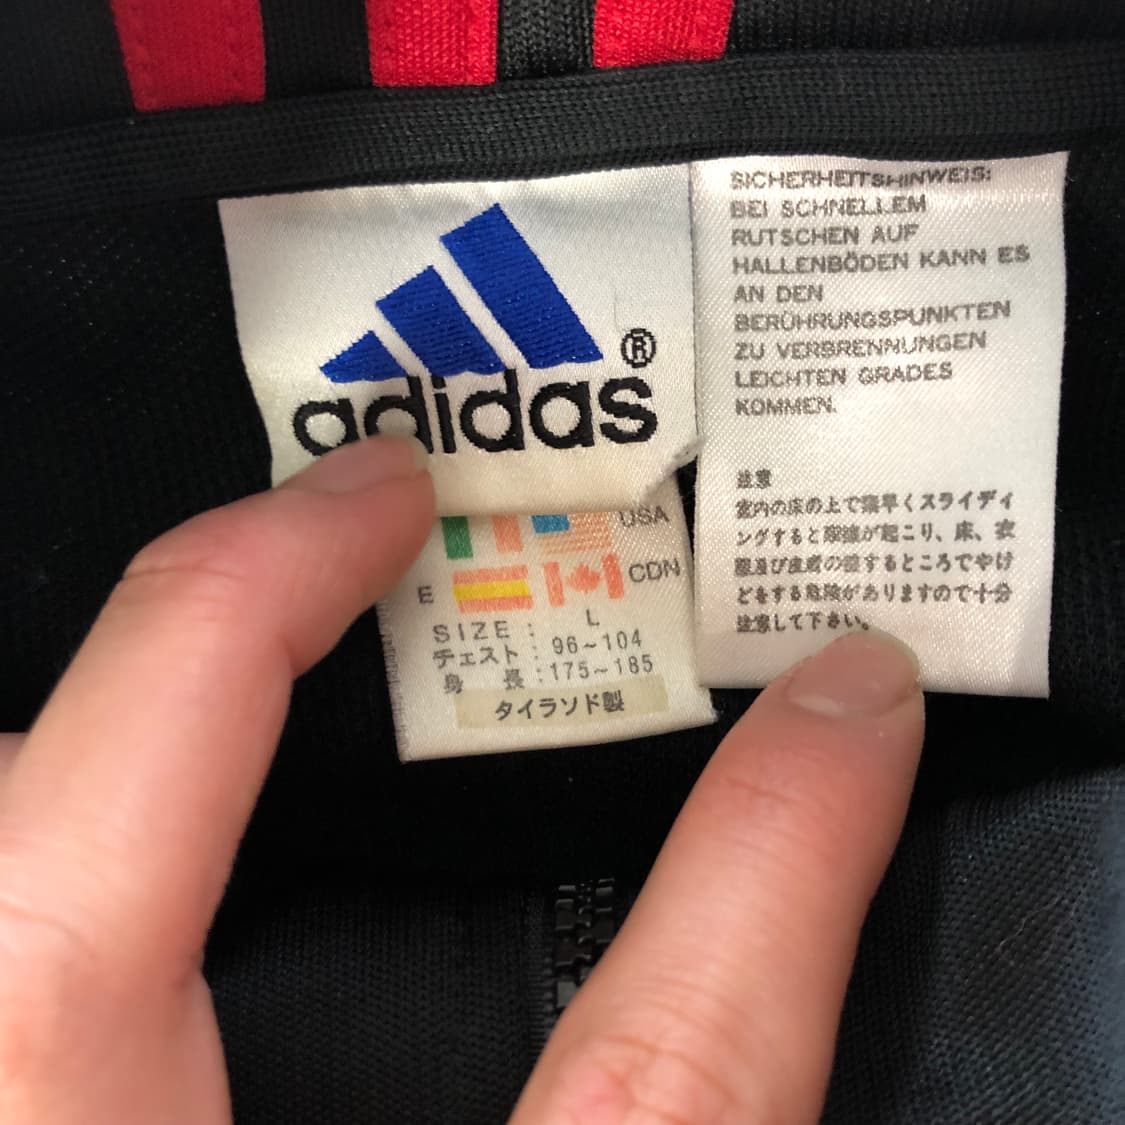 adidas®
SICHERHEITSHINWEIS:
BEI SCHNELLEM
RUTSCHEN AUF
HALLENBÖDEN KANN ES
AN DEN
BERÜHRUNGSPUNKTEN
ZU VERBRENNUNGEN
LEICHTEN GRADES
KOMMEN.
注意
室内の床の上で素早くスライディ
ングすると摩擦が起こり、床、衣
服及び皮膚の接するところでやけ
どをする危険がありますので十分
注意して下さい。
USA
E CDN
SIZE : L
チェスト : 96~104
身 長 : 175~185
タイランド製